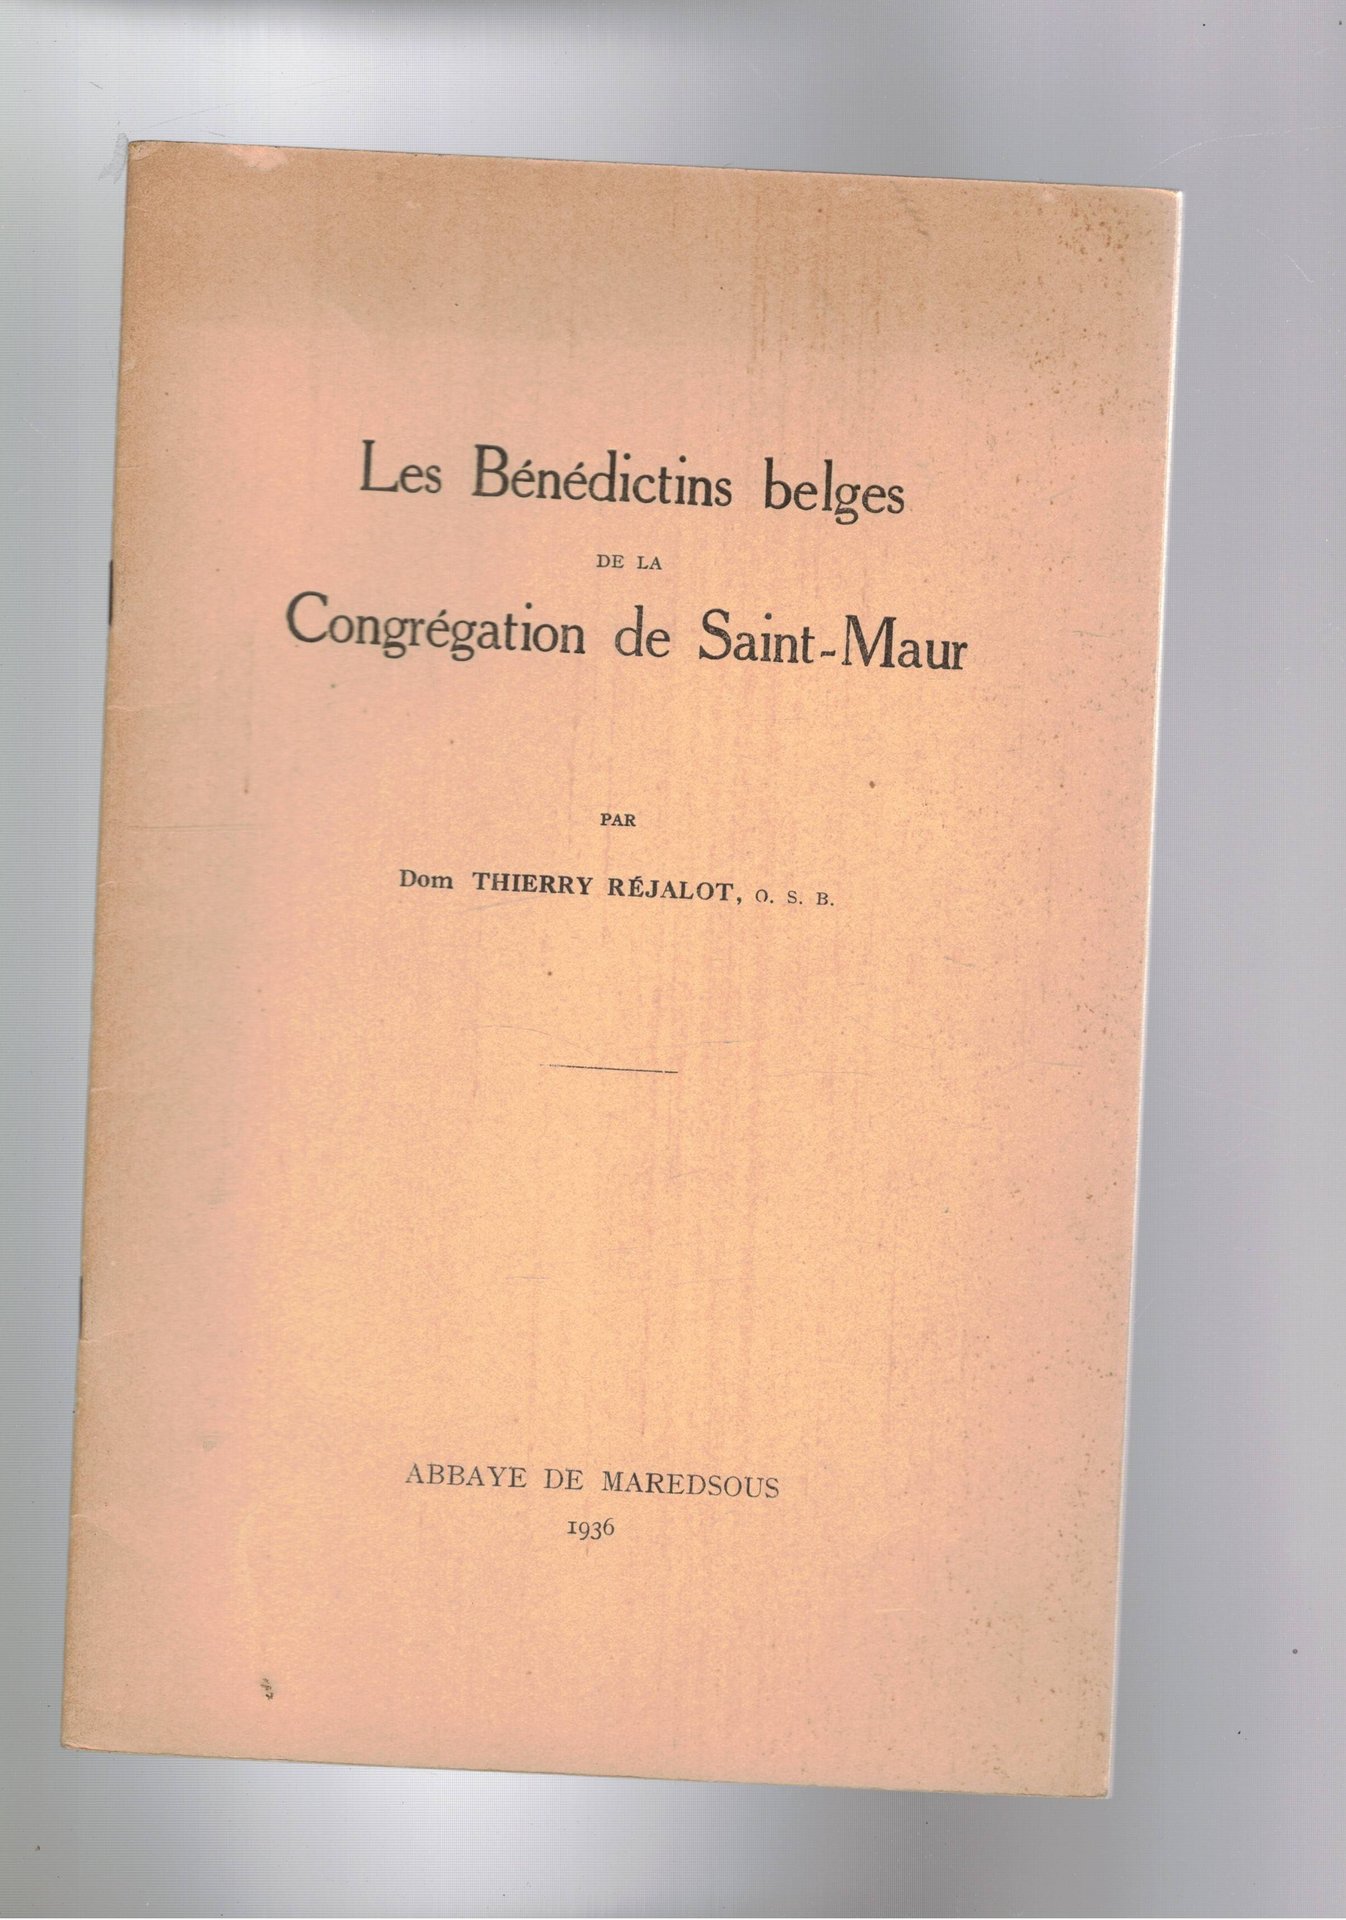 Les Bénédictins belges
DE LA
Congrégation de Saint-Maur
PAR
Dom THIERRY RÉJALOT, O. S. B.
ABBAYE DE MAREDSOUS
1936